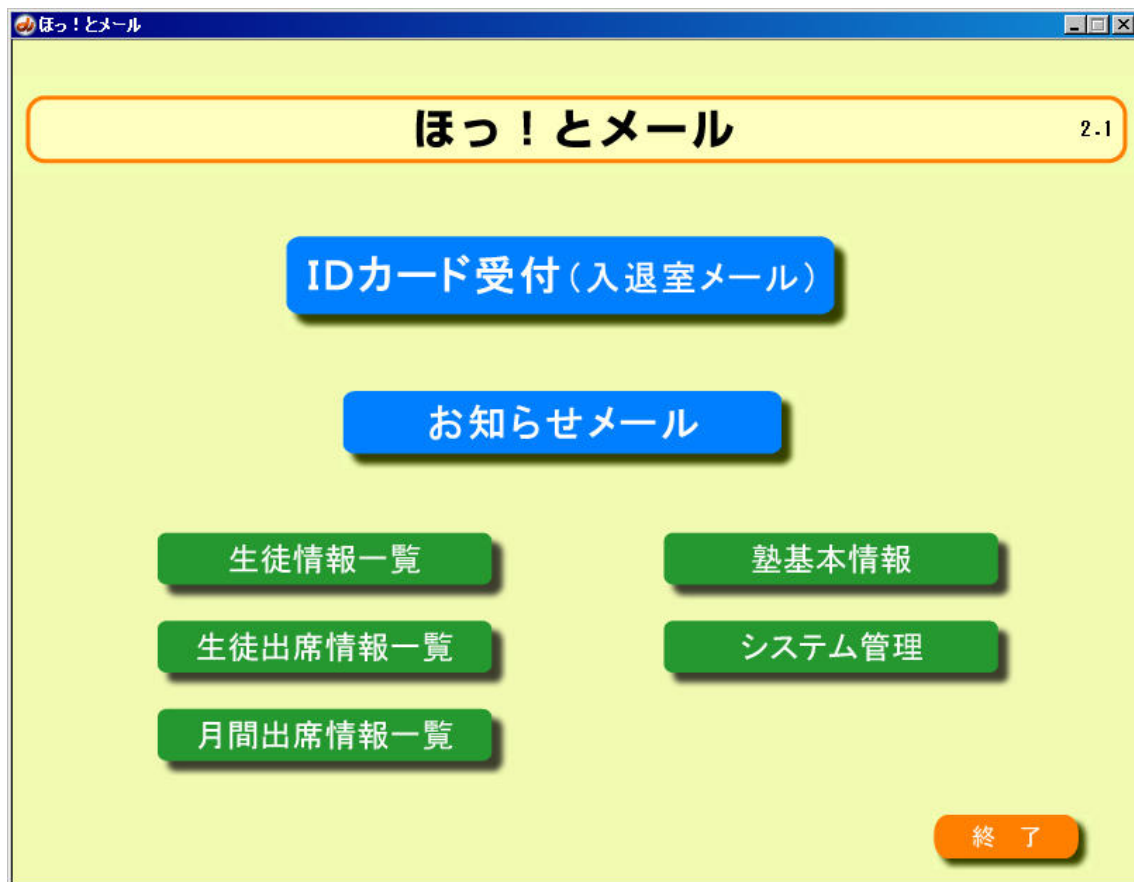 ほっ!とメール
ほっ!とメール 2.1
IDカード受付(入退室メール)
お知らせメール
生徒情報一覧
塾基本情報
生徒出席情報一覧
システム管理
月間出席情報一覧
終 了